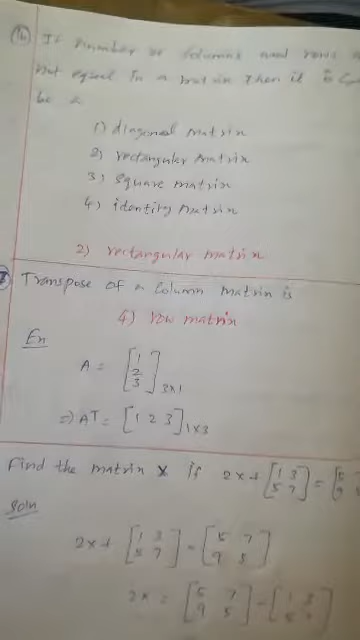 16 If number of columns and rows
not equal in a matrix then it is
be a
1) diagonal matrix
2) rectangular matrix
3) square matrix
4) identity matrix
2) rectangular matrix
Transpose of a Column matrix is
4) row matrix
Ex
A = [1 2 3] 3x1
=) AT = [1 2 3] 1x3
Find the matrix X if 2x + [1 3 5 7] = [5
Soln
2x + [1 3 5 7] = [5 7 9 5]
2x = [5 7 9 5] - [1 3